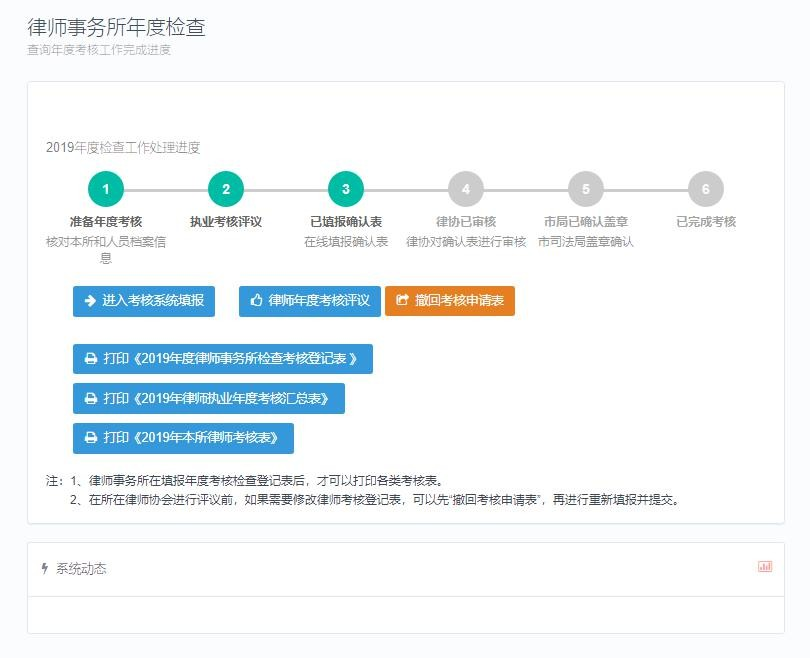 律师事务所年度检查
查询年度考核工作完成进度
2019年度检查工作处理进度
1 2 3 4 5 6
准备年度考核 执业考核评议 已填报确认表 律协已审核 市局已确认盖章 已完成考核
核对本所和人员档案信息 在线填报确认表 律协对确认表进行审核 市司法局盖章确认
进入考核系统填报 律师年度考核评议 撤回考核申请表
打印《2019年度律师事务所检查考核登记表 》
打印《2019年律师执业年度考核汇总表》
打印《2019年本所律师考核表》
注：1、律师事务所在填报年度考核检查登记表后，才可以打印各类考核表。
2、在所在律师协会进行评议前，如果需要修改律师考核登记表，可以先“撤回考核申请表”，再进行重新填报并提交。
系统动态